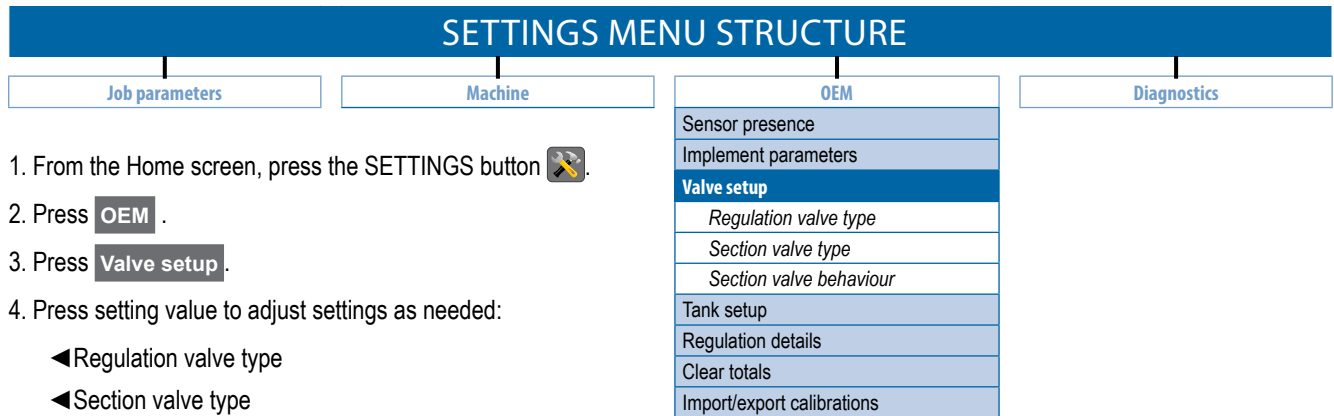 SETTINGS MENU STRUCTURE
Job parameters
Machine
OEM
Diagnostics
1. From the Home screen, press the SETTINGS button .
2. Press OEM .
3. Press Valve setup .
4. Press setting value to adjust settings as needed:
◄Regulation valve type
◄Section valve type
Sensor presence
Implement parameters
Valve setup
Regulation valve type
Section valve type
Section valve behaviour
Tank setup
Regulation details
Clear totals
Import/export calibrations